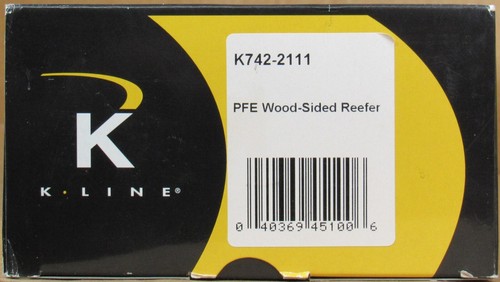 K
K·LINE®
K742-2111
PFE Wood-Sided Reefer
0 40369 45100 6